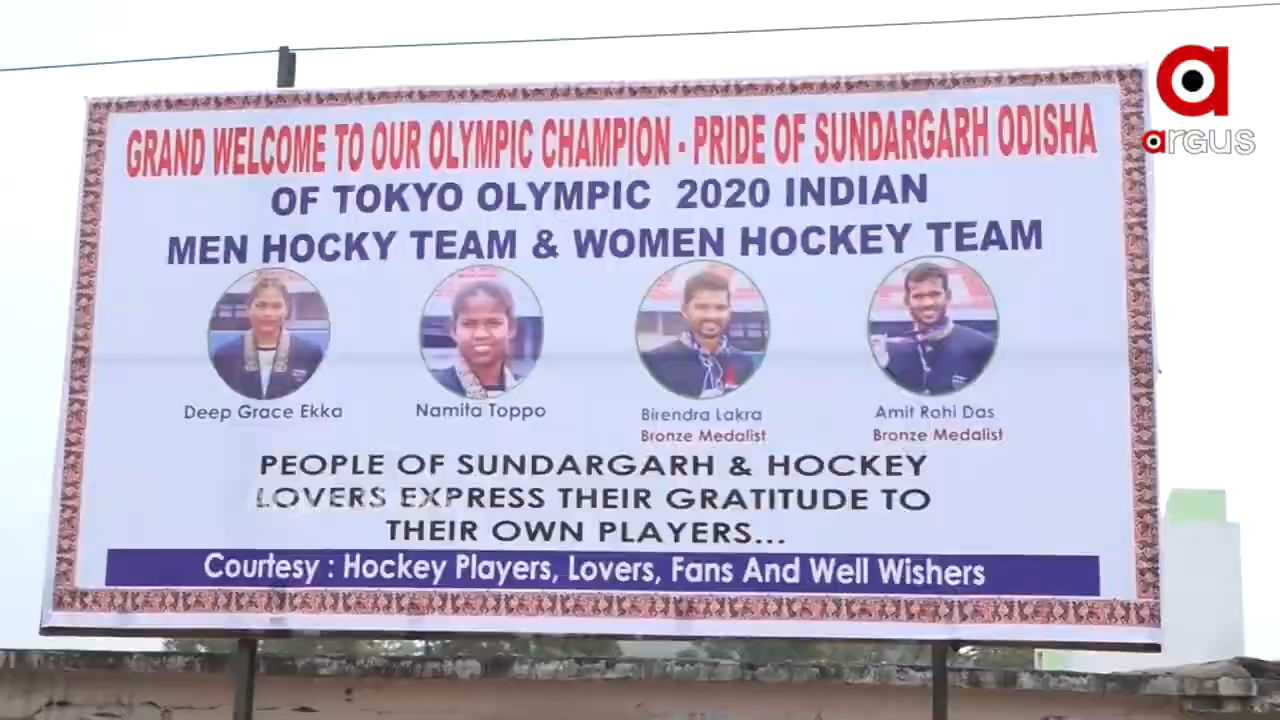 argus
GRAND WELCOME TO OUR OLYMPIC CHAMPION - PRIDE OF SUNDARGARH ODISHA
OF TOKYO OLYMPIC 2020 INDIAN
MEN HOCKY TEAM & WOMEN HOCKEY TEAM
Deep Grace Ekka
Namita Toppo
Birendra Lakra
Bronze Medalist
Amit Rohi Das
Bronze Medalist
PEOPLE OF SUNDARGARH & HOCKEY
LOVERS EXPRESS THEIR GRATITUDE TO
THEIR OWN PLAYERS...
Courtesy : Hockey Players, Lovers, Fans And Well Wishers